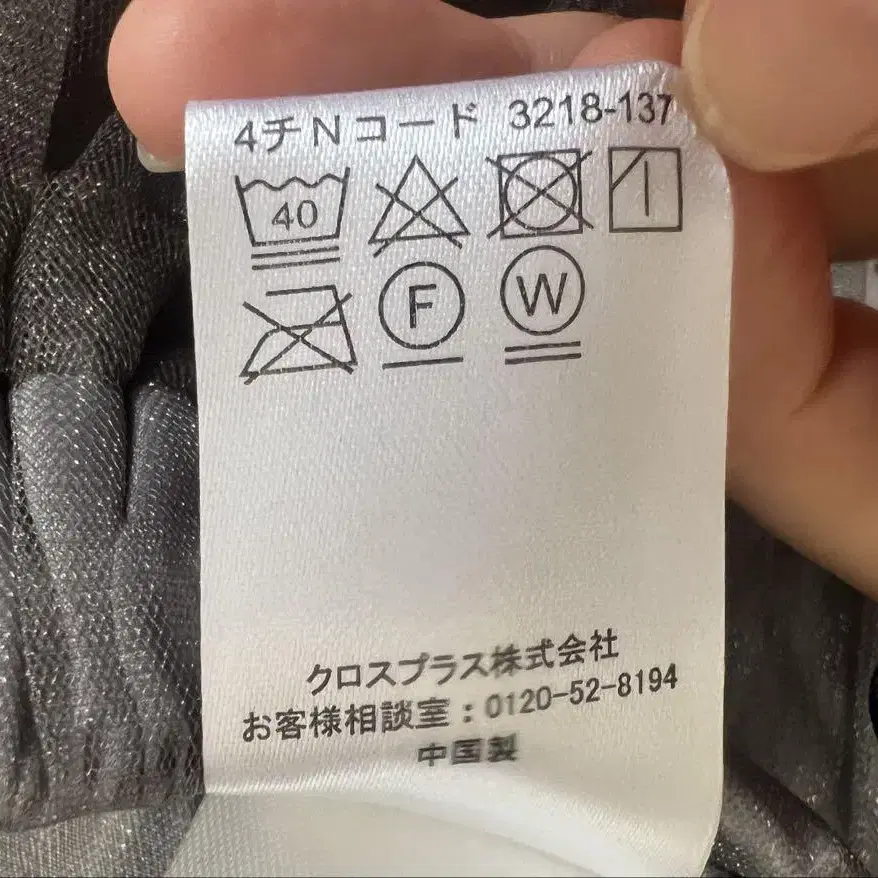 4チNコード 3218-137
40
F W
クロスプラス株式会社
お客様相談室：0120-52-8194
中国製